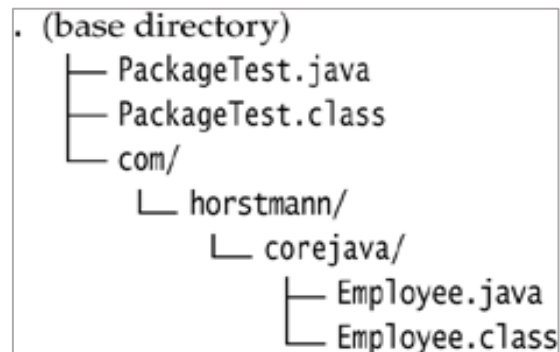 . (base directory)
PackageTest.java
PackageTest.class
com/
horstmann/
corejava/
Employee.java
Employee.class